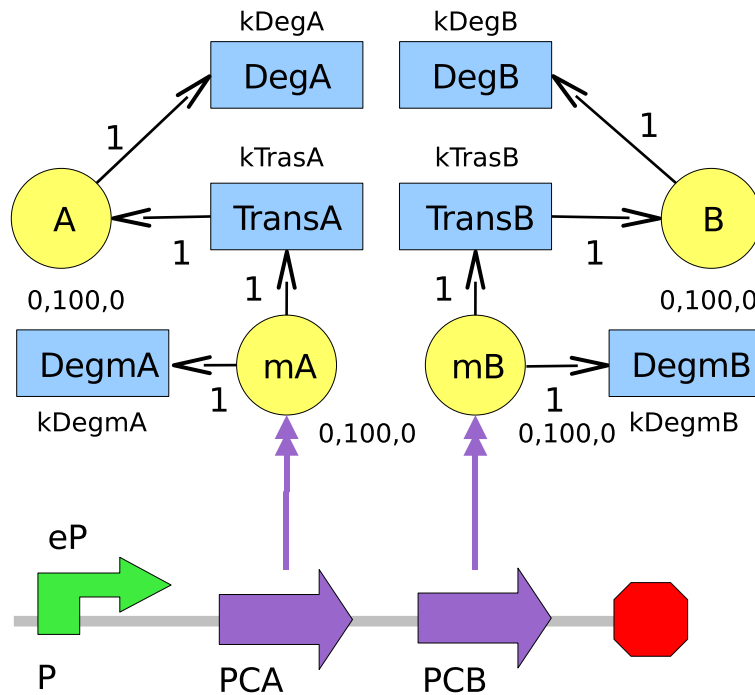 kDegA kDegB
DegA DegB
1 1
kTrasA kTrasB
A TransA TransB B
1 1
1 1
0,100,0 0,100,0
DegmA mA mB DegmB
1 1
kDegmA 0,100,0 0,100,0 kDegmB
eP
P PCA PCB